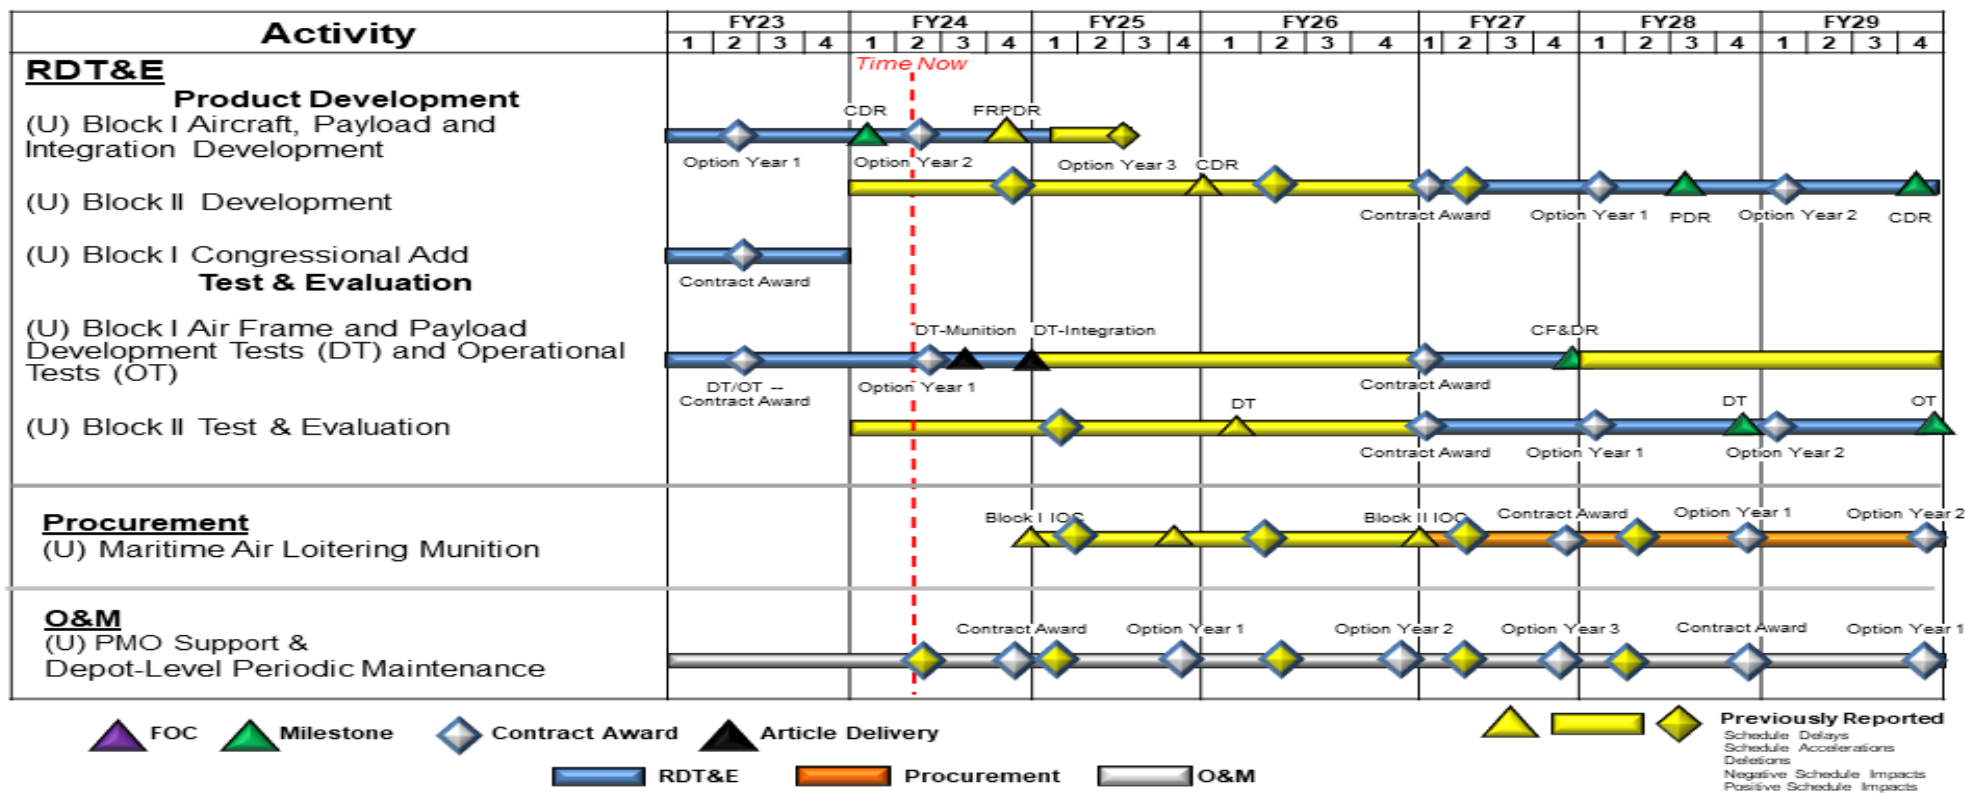 Activity
FY23 FY24 FY25 FY26 FY27 FY28 FY29
1 2 3 4 1 2 3 4 1 2 3 4 1 2 3 4 1 2 3 4 1 2 3 4 1 2 3 4
RDT&E
Time Now
Product Development
CDR FRPDR
(U) Block I Aircraft, Payload and
Integration Development
Option Year 1 Option Year 2 Option Year 3 CDR
(U) Block II Development
Contract Award Option Year 1 PDR Option Year 2 CDR
(U) Block I Congressional Add
Contract Award
Test & Evaluation
(U) Block I Air Frame and Payload
Development Tests (DT) and Operational
Tests (OT)
DT-Munition DT-Integration CF&DR
DT/OT --
Contract Award
Option Year 1 Contract Award
DT DT OT
(U) Block II Test & Evaluation
Contract Award Option Year 1 Option Year 2
Procurement
Block I IOC Block II IOC Contract Award Option Year 1 Option Year 2
(U) Maritime Air Loitering Munition
O&M
(U) PMO Support &
Depot-Level Periodic Maintenance
Contract Award Option Year 1 Option Year 2 Option Year 3 Contract Award Option Year 1
FOC Milestone Contract Award Article Delivery
RDT&E Procurement O&M
Previously Reported
Schedule Delays
Schedule Accelerations
Deletions
Negative Schedule Impacts
Positive Schedule Impacts